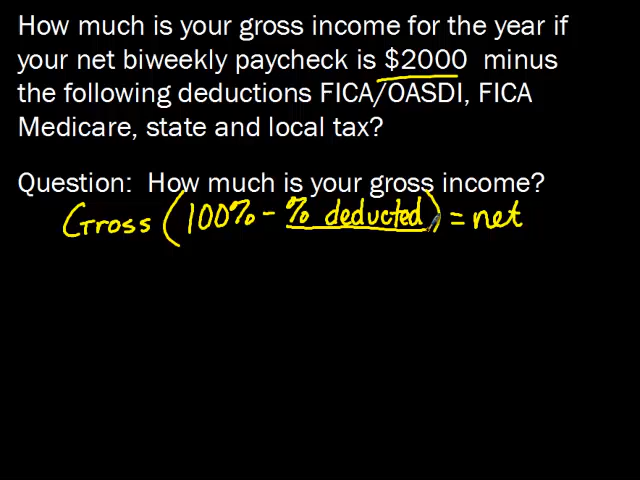 How much is your gross income for the year if
your net biweekly paycheck is $2000 minus
the following deductions FICA/OASDI, FICA
Medicare, state and local tax?
Question: How much is your gross income?
Gross (100% - % deducted) = net